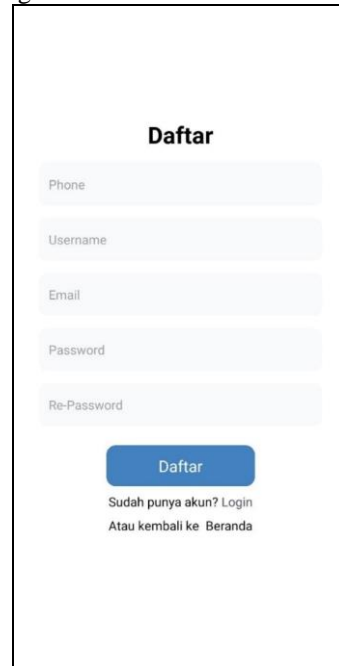 Daftar
Phone
Username
Email
Password
Re-Password
Daftar
Sudah punya akun? Login
Atau kembali ke Beranda